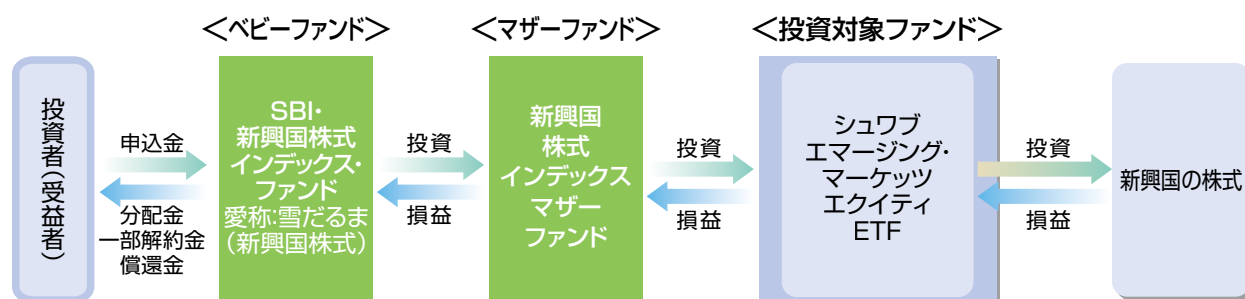 ＜ベビーファンド＞
＜マザーファンド＞
＜投資対象ファンド＞
投資者（受益者）
申込金
分配金
一部解約金
償還金
SBI・
新興国株式
インデックス・
ファンド
愛称:雪だるま
（新興国株式）
投資
損益
新興国
株式
インデックス
マザー
ファンド
投資
損益
シュワブ
エマージング・
マーケッツ
エクイティ
ETF
投資
損益
新興国の株式